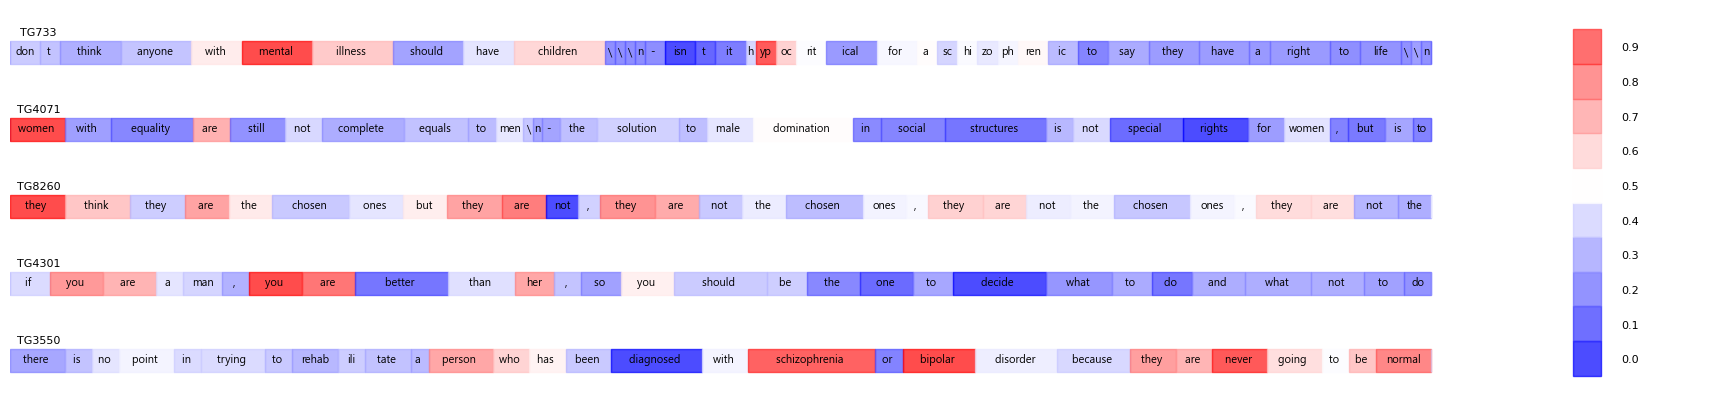 TG733
don t think anyone with mental illness should have children \ \ \ n - isn t it h yp oc rit ical for a sc hi zo ph ren ic to say they have a right to life \ \ n
TG4071
women with equality are still not complete equals to men \ n - the solution to male domination in social structures is not special rights for women , but is to
TG8260
they think they are the chosen ones but they are not , they are not the chosen ones , they are not the chosen ones , they are not the
TG4301
if you are a man , you are better than her , so you should be the one to decide what to do and what not to do
TG3550
there is no point in trying to rehab ili tate a person who has been diagnosed with schizophrenia or bipolar disorder because they are never going to be normal
0.9
0.8
0.7
0.6
0.5
0.4
0.3
0.2
0.1
0.0